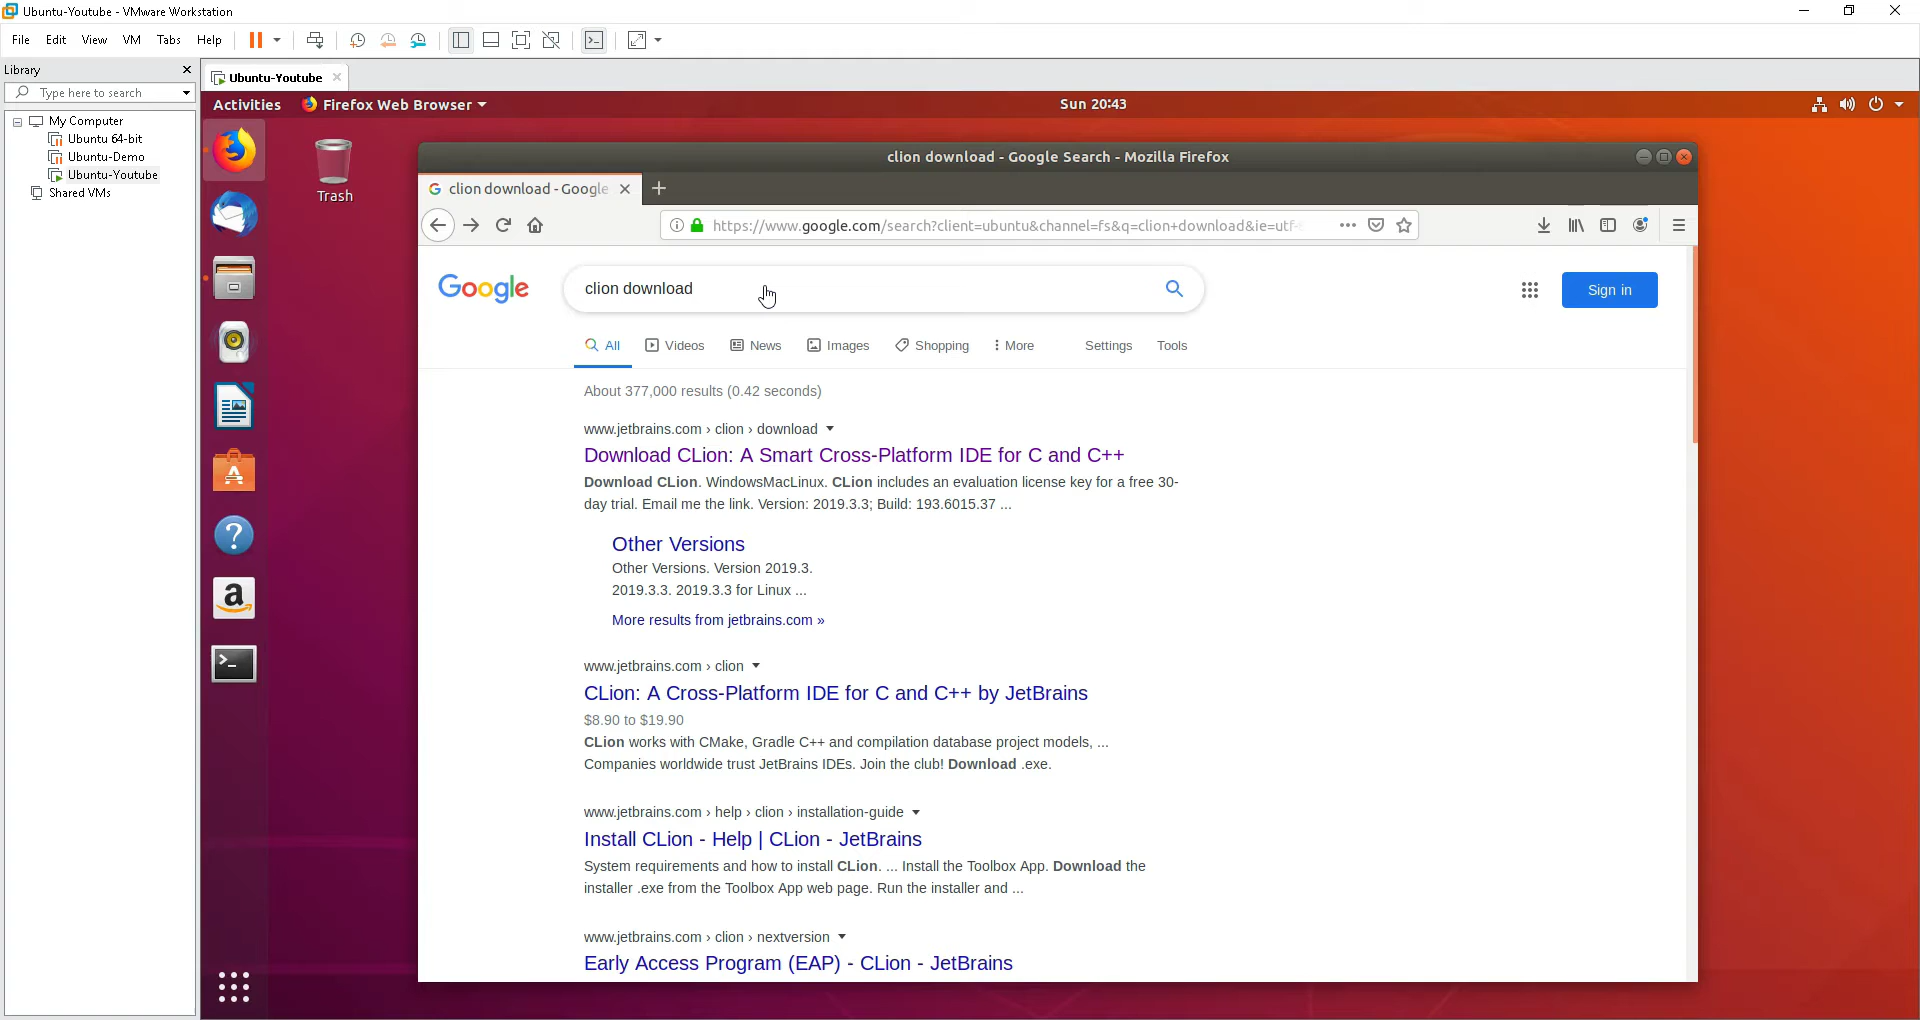 Ubuntu-Youtube - VMware Workstation
File Edit View VM Tabs Help
Library
Type here to search
My Computer
Ubuntu 64-bit
Ubuntu-Demo
Ubuntu-Youtube
Shared VMs
Ubuntu-Youtube
Activities Firefox Web Browser Sun 20:43
Trash
clion download - Google Search - Mozilla Firefox
clion download - Google
https://www.google.com/search?client=ubuntu&channel=fs&q=clion+download&ie=utf-
Google
clion download
Sign in
All Videos News Images Shopping More Settings Tools
About 377,000 results (0.42 seconds)
www.jetbrains.com › clion › download
Download CLion: A Smart Cross-Platform IDE for C and C++
Download CLion. WindowsMacLinux. CLion includes an evaluation license key for a free 30-
day trial. Email me the link. Version: 2019.3.3; Build: 193.6015.37 ...
Other Versions
Other Versions. Version 2019.3.
2019.3.3. 2019.3.3 for Linux ...
More results from jetbrains.com »
www.jetbrains.com › clion
CLion: A Cross-Platform IDE for C and C++ by JetBrains
$8.90 to $19.90
CLion works with CMake, Gradle C++ and compilation database project models, ...
Companies worldwide trust JetBrains IDEs. Join the club! Download .exe.
www.jetbrains.com › help › clion › installation-guide
Install CLion - Help | CLion - JetBrains
System requirements and how to install CLion. ... Install the Toolbox App. Download the
installer .exe from the Toolbox App web page. Run the installer and ...
www.jetbrains.com › clion › nextversion
Early Access Program (EAP) - CLion - JetBrains